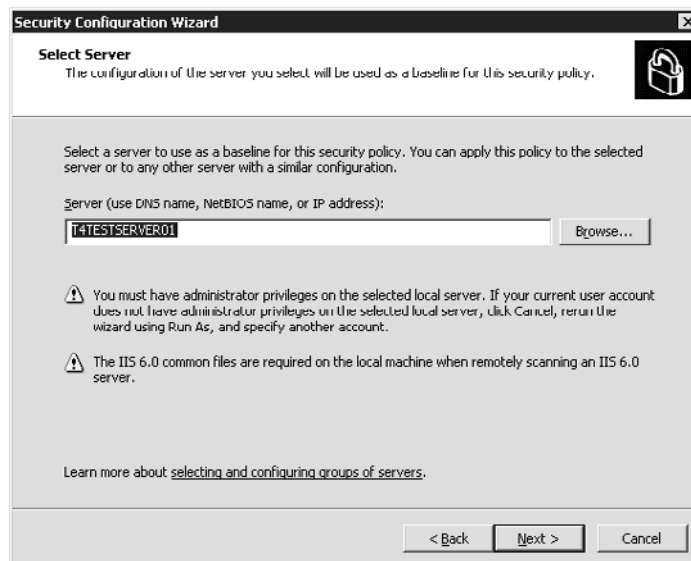 Security Configuration Wizard
Select Server
The configuration of the server you select will be used as a baseline for this security policy.
Select a server to use as a baseline for this security policy. You can apply this policy to the selected
server or to any other server with a similar configuration.
Server (use DNS name, NetBIOS name, or IP address):
T4TESTSERVER01
Browse...
You must have administrator privileges on the selected local server. If your current user account
does not have administrator privileges on the selected local server, click Cancel, rerun the
wizard using Run As, and specify another account.
The IIS 6.0 common files are required on the local machine when remotely scanning an IIS 6.0
server.
Learn more about selecting and configuring groups of servers.
< Back Next > Cancel